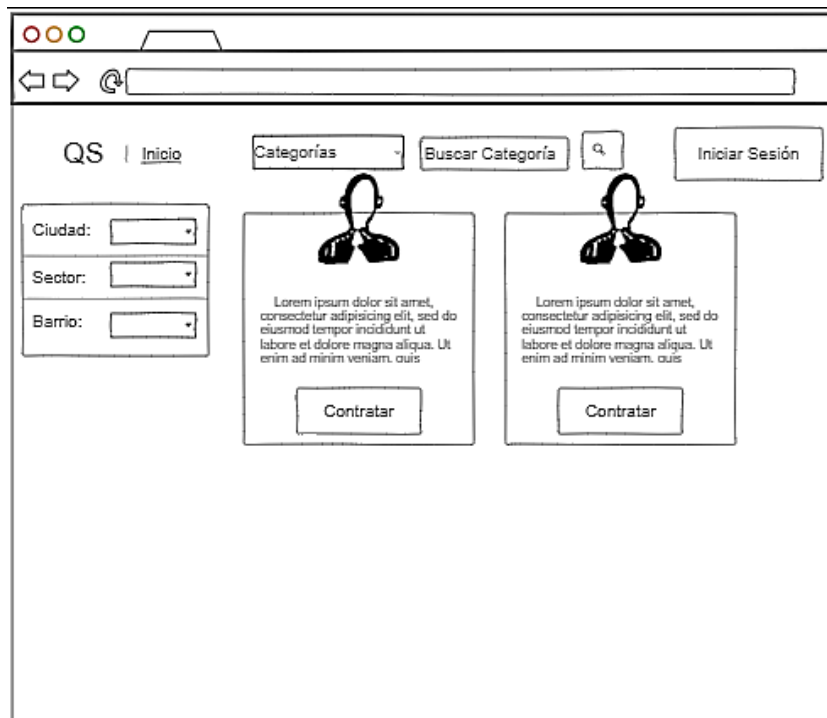 QS | Inicio
Categorías
Buscar Categoría
Iniciar Sesión
Ciudad:
Sector:
Barrio:
Lorem ipsum dolor sit amet,
consectetur adipisicing elit, sed do
eiusmod tempor incididunt ut
labore et dolore magna aliqua. Ut
enim ad minim veniam, quis
Contratar
Lorem ipsum dolor sit amet,
consectetur adipisicing elit, sed do
eiusmod tempor incididunt ut
labore et dolore magna aliqua. Ut
enim ad minim veniam, quis
Contratar